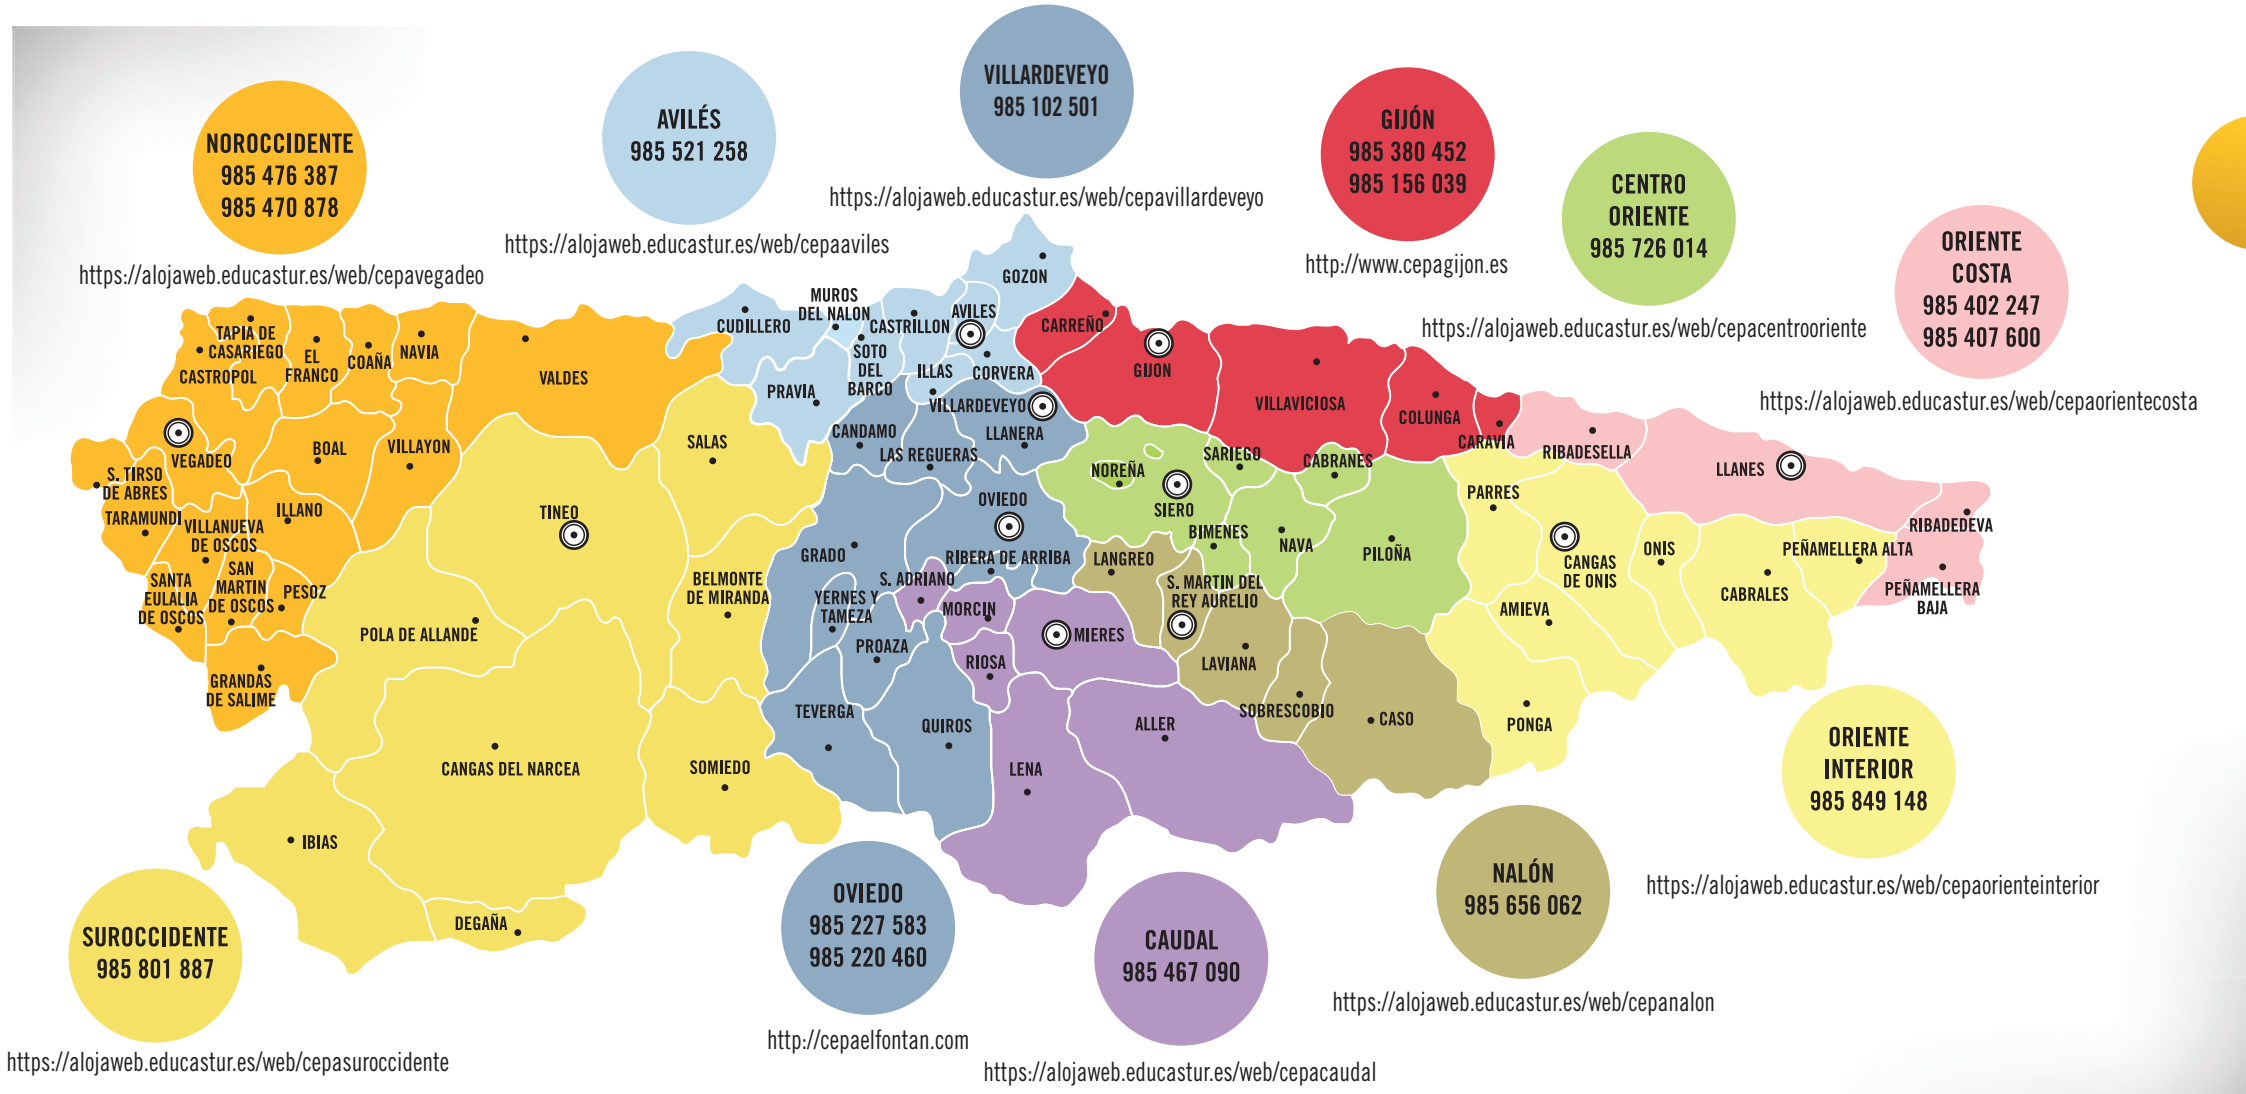 NOROCCIDENTE
985 476 387
985 470 878
https://alojaweb.educastur.es/web/cepavegadeo
AVILÉS
985 521 258
https://alojaweb.educastur.es/web/cepaaviles
VILLARDEVEYO
985 102 501
https://alojaweb.educastur.es/web/cepavillardeveyo
GIJÓN
985 380 452
985 156 039
http://www.cepagijon.es
CENTRO
ORIENTE
985 726 014
https://alojaweb.educastur.es/web/cepacentrooriente
ORIENTE
COSTA
985 402 247
985 407 600
https://alojaweb.educastur.es/web/cepaorientecosta
TAPIA DE
CASARIEGO
CASTROPOL
EL
FRANCO
COAÑA
NAVIA
VALDES
VEGADEO
BOAL
VILLAYON
S. TIRSO
DE ABRES
TARAMUNDI
VILLANUEVA
DE OSCOS
ILLANO
SANTA
EULALIA
DE OSCOS
SAN
MARTIN
DE OSCOS
PESOZ
GRANDAS
DE SALIME
CUDILLERO
MUROS
DEL NALON
CASTRILLON
AVILES
GOZON
SOTO
DEL
BARCO
PRAVIA
ILLAS
CORVERA
CARREÑO
GIJON
VILLAVICIOSA
COLUNGA
CARAVIA
VILLARDEVEYO
LLANERA
CANDAMO
LAS REGUERAS
SALAS
TINEO
BELMONTE
DE MIRANDA
POLA DE ALLANDE
CANGAS DEL NARCEA
SOMIEDO
IBIAS
DEGAÑA
OVIEDO
RIBERA DE ARRIBA
GRADO
YERNES Y
TAMEZA
PROAZA
TEVERGA
QUIROS
S. ADRIANO
MORCIN
RIOSA
MIERES
LENA
ALLER
NOREÑA
SIERO
SARIEGO
CABRANES
BIMENES
NAVA
PILOÑA
LANGREO
S. MARTIN DEL
REY AURELIO
LAVIANA
SOBRESCOBIO
CASO
RIBADESELLA
LLANES
RIBADEDEVA
PEÑAMELLERA
BAJA
PARRES
CANGAS
DE ONIS
ONIS
CABRALES
PEÑAMELLERA ALTA
AMIEVA
PONGA
SUROCCIDENTE
985 801 887
https://alojaweb.educastur.es/web/cepasuroccidente
OVIEDO
985 227 583
985 220 460
http://cepaelfontan.com
CAUDAL
985 467 090
https://alojaweb.educastur.es/web/cepacaudal
NALÓN
985 656 062
https://alojaweb.educastur.es/web/cepanalon
ORIENTE
INTERIOR
985 849 148
https://alojaweb.educastur.es/web/cepaorienteinterior